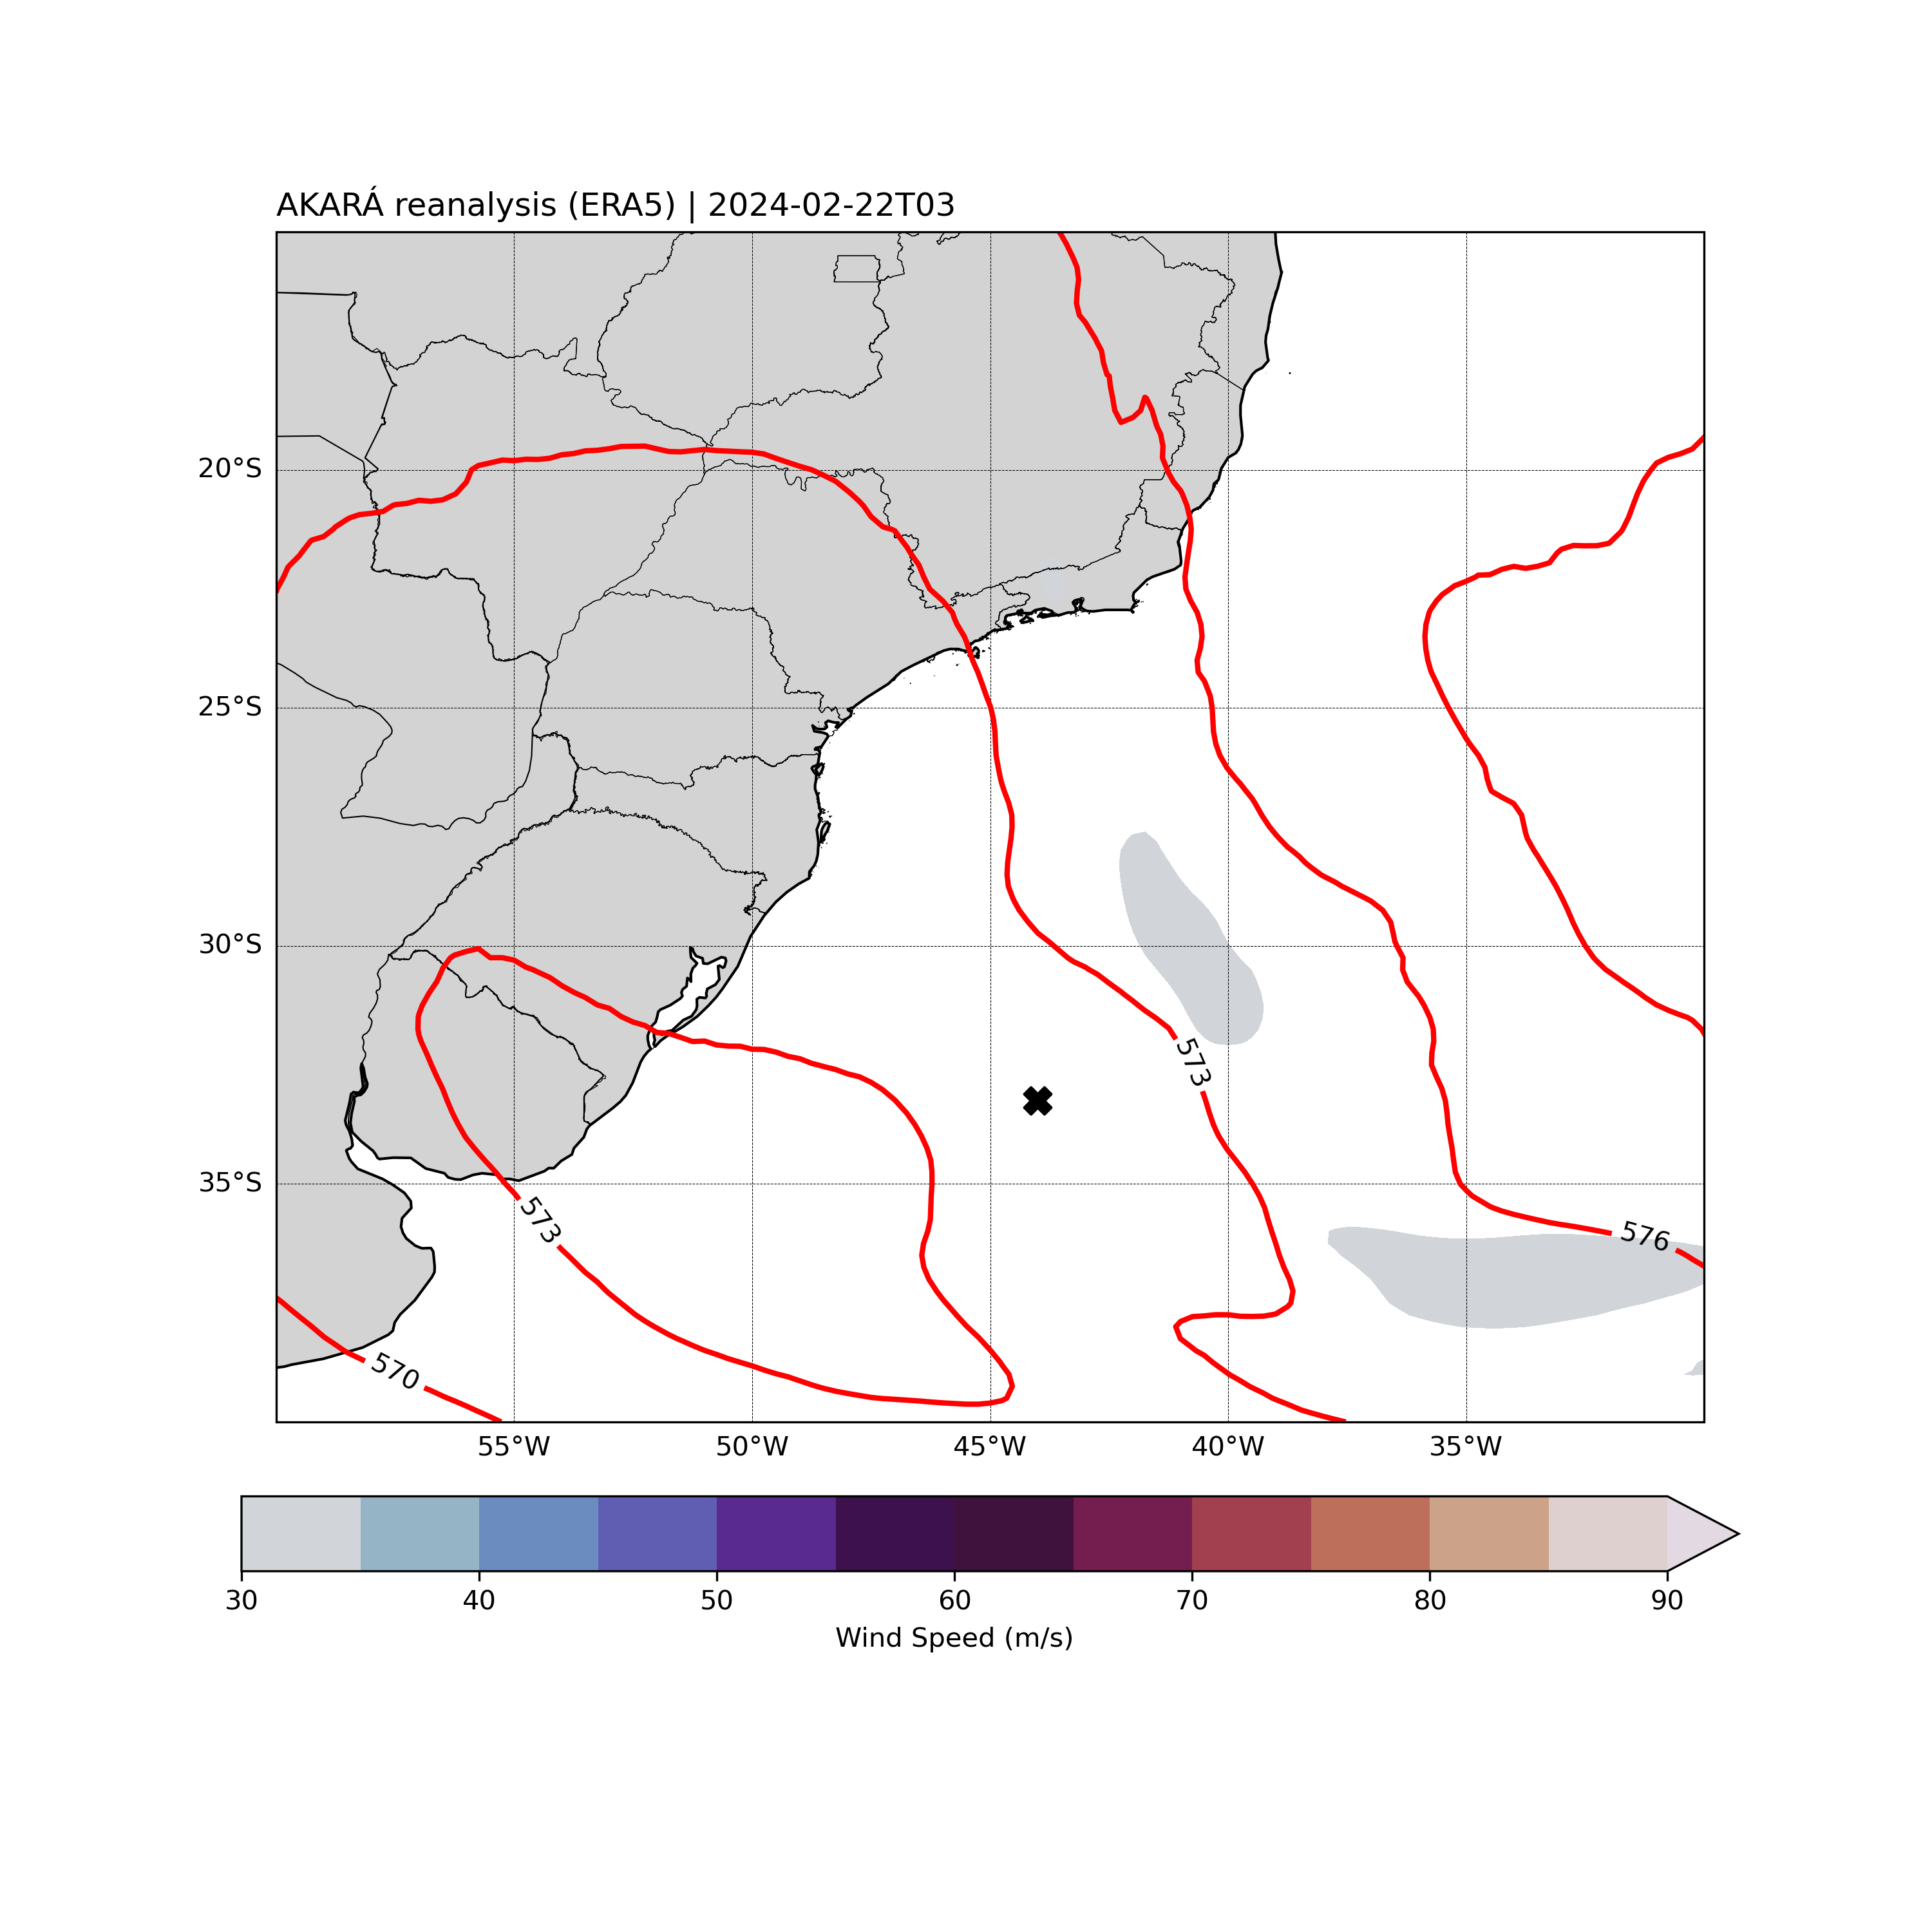 AKARÁ reanalysis (ERA5) | 2024-02-22T03
20°S
25°S
30°S
35°S
573
573
576
570
55°W
50°W
45°W
40°W
35°W
30
40
50
60
70
80
90
Wind Speed (m/s)